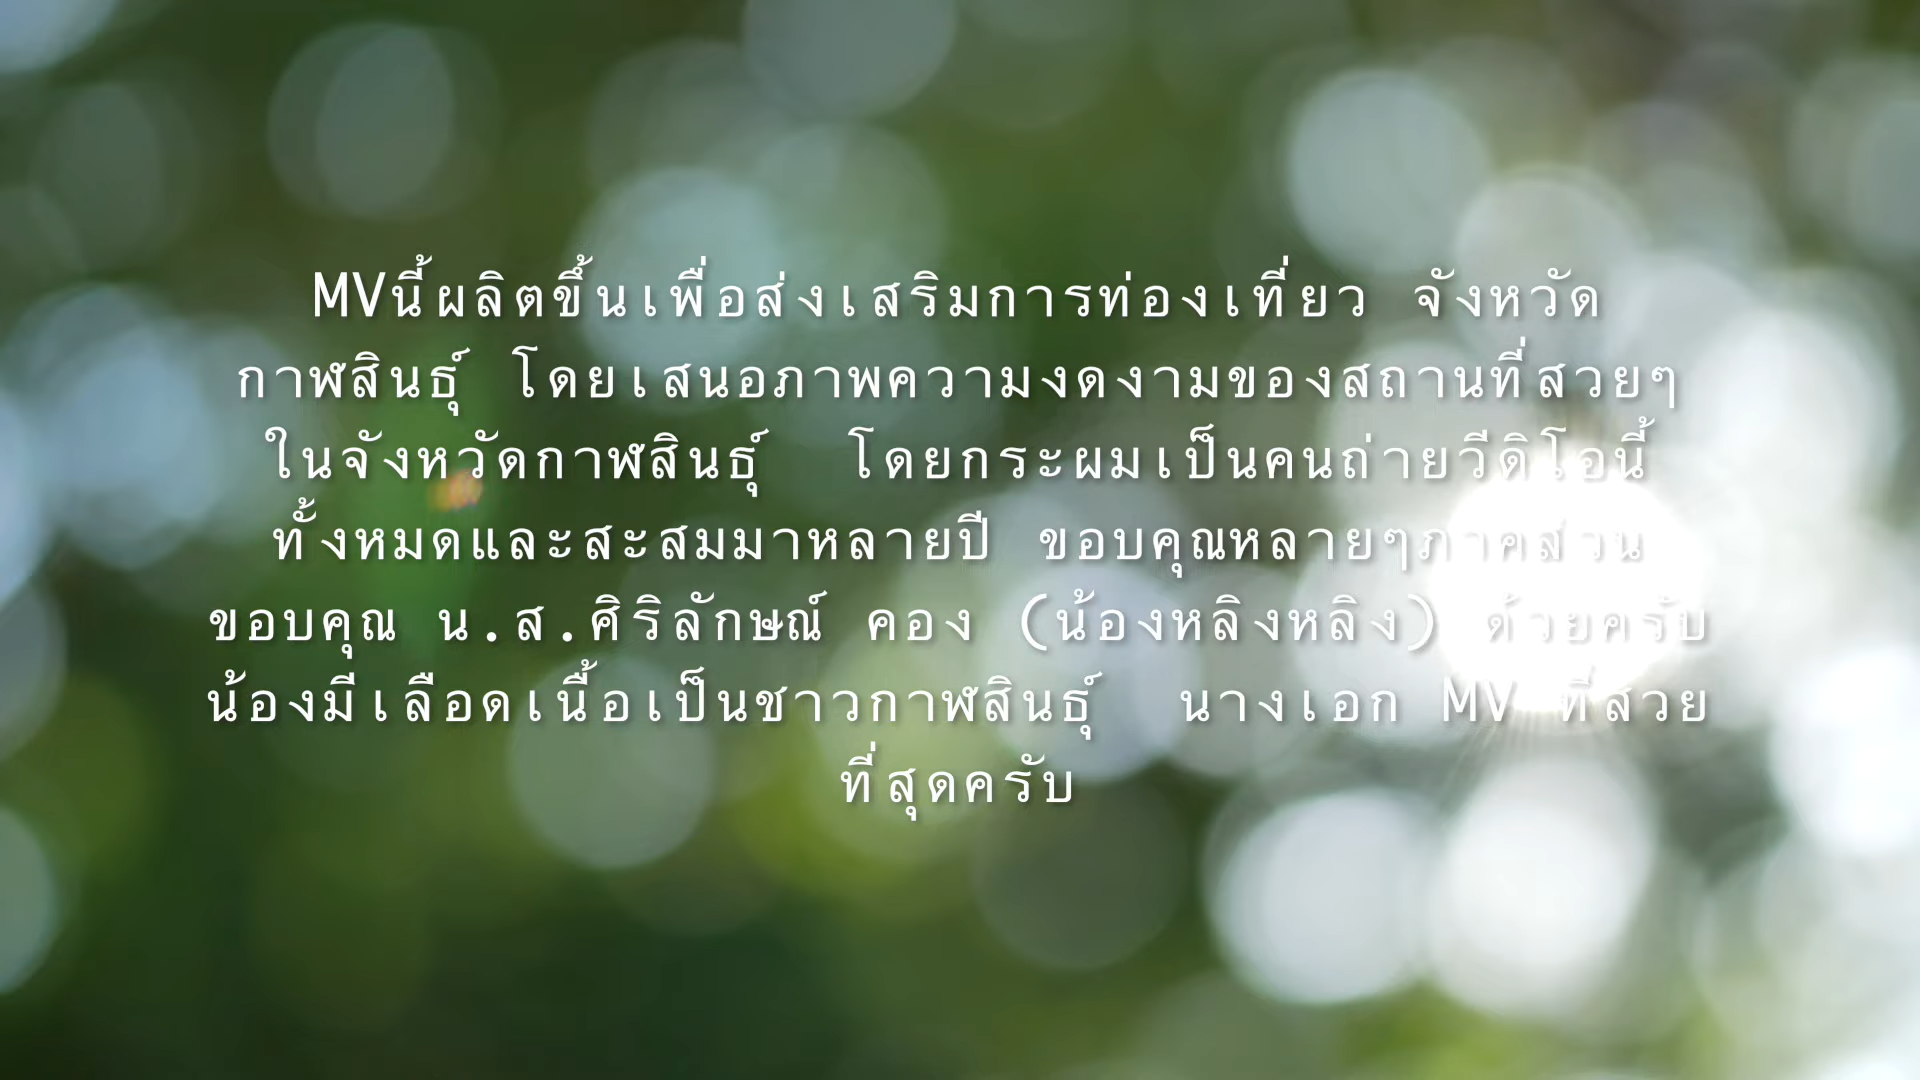 MVนี้ผลิตขึ้นเพื่อส่งเสริมการท่องเที่ยว จังหวัด
กาฬสินธุ์ โดยเสนอภาพความงดงามของสถานที่สวยๆ
ในจังหวัดกาฬสินธุ์ โดยกระผมเป็นคนถ่ายวีดิโอนี้
ทั้งหมดและสะสมมาหลายปี ขอบคุณหลายๆภาคส่วน
ขอบคุณ น.ส.ศิริลักษณ์ คอง (น้องหลิงหลิง) ด้วยครับ
น้องมีเลือดเนื้อเป็นชาวกาฬสินธุ์ นางเอก MV ที่สวย
ที่สุดครับ